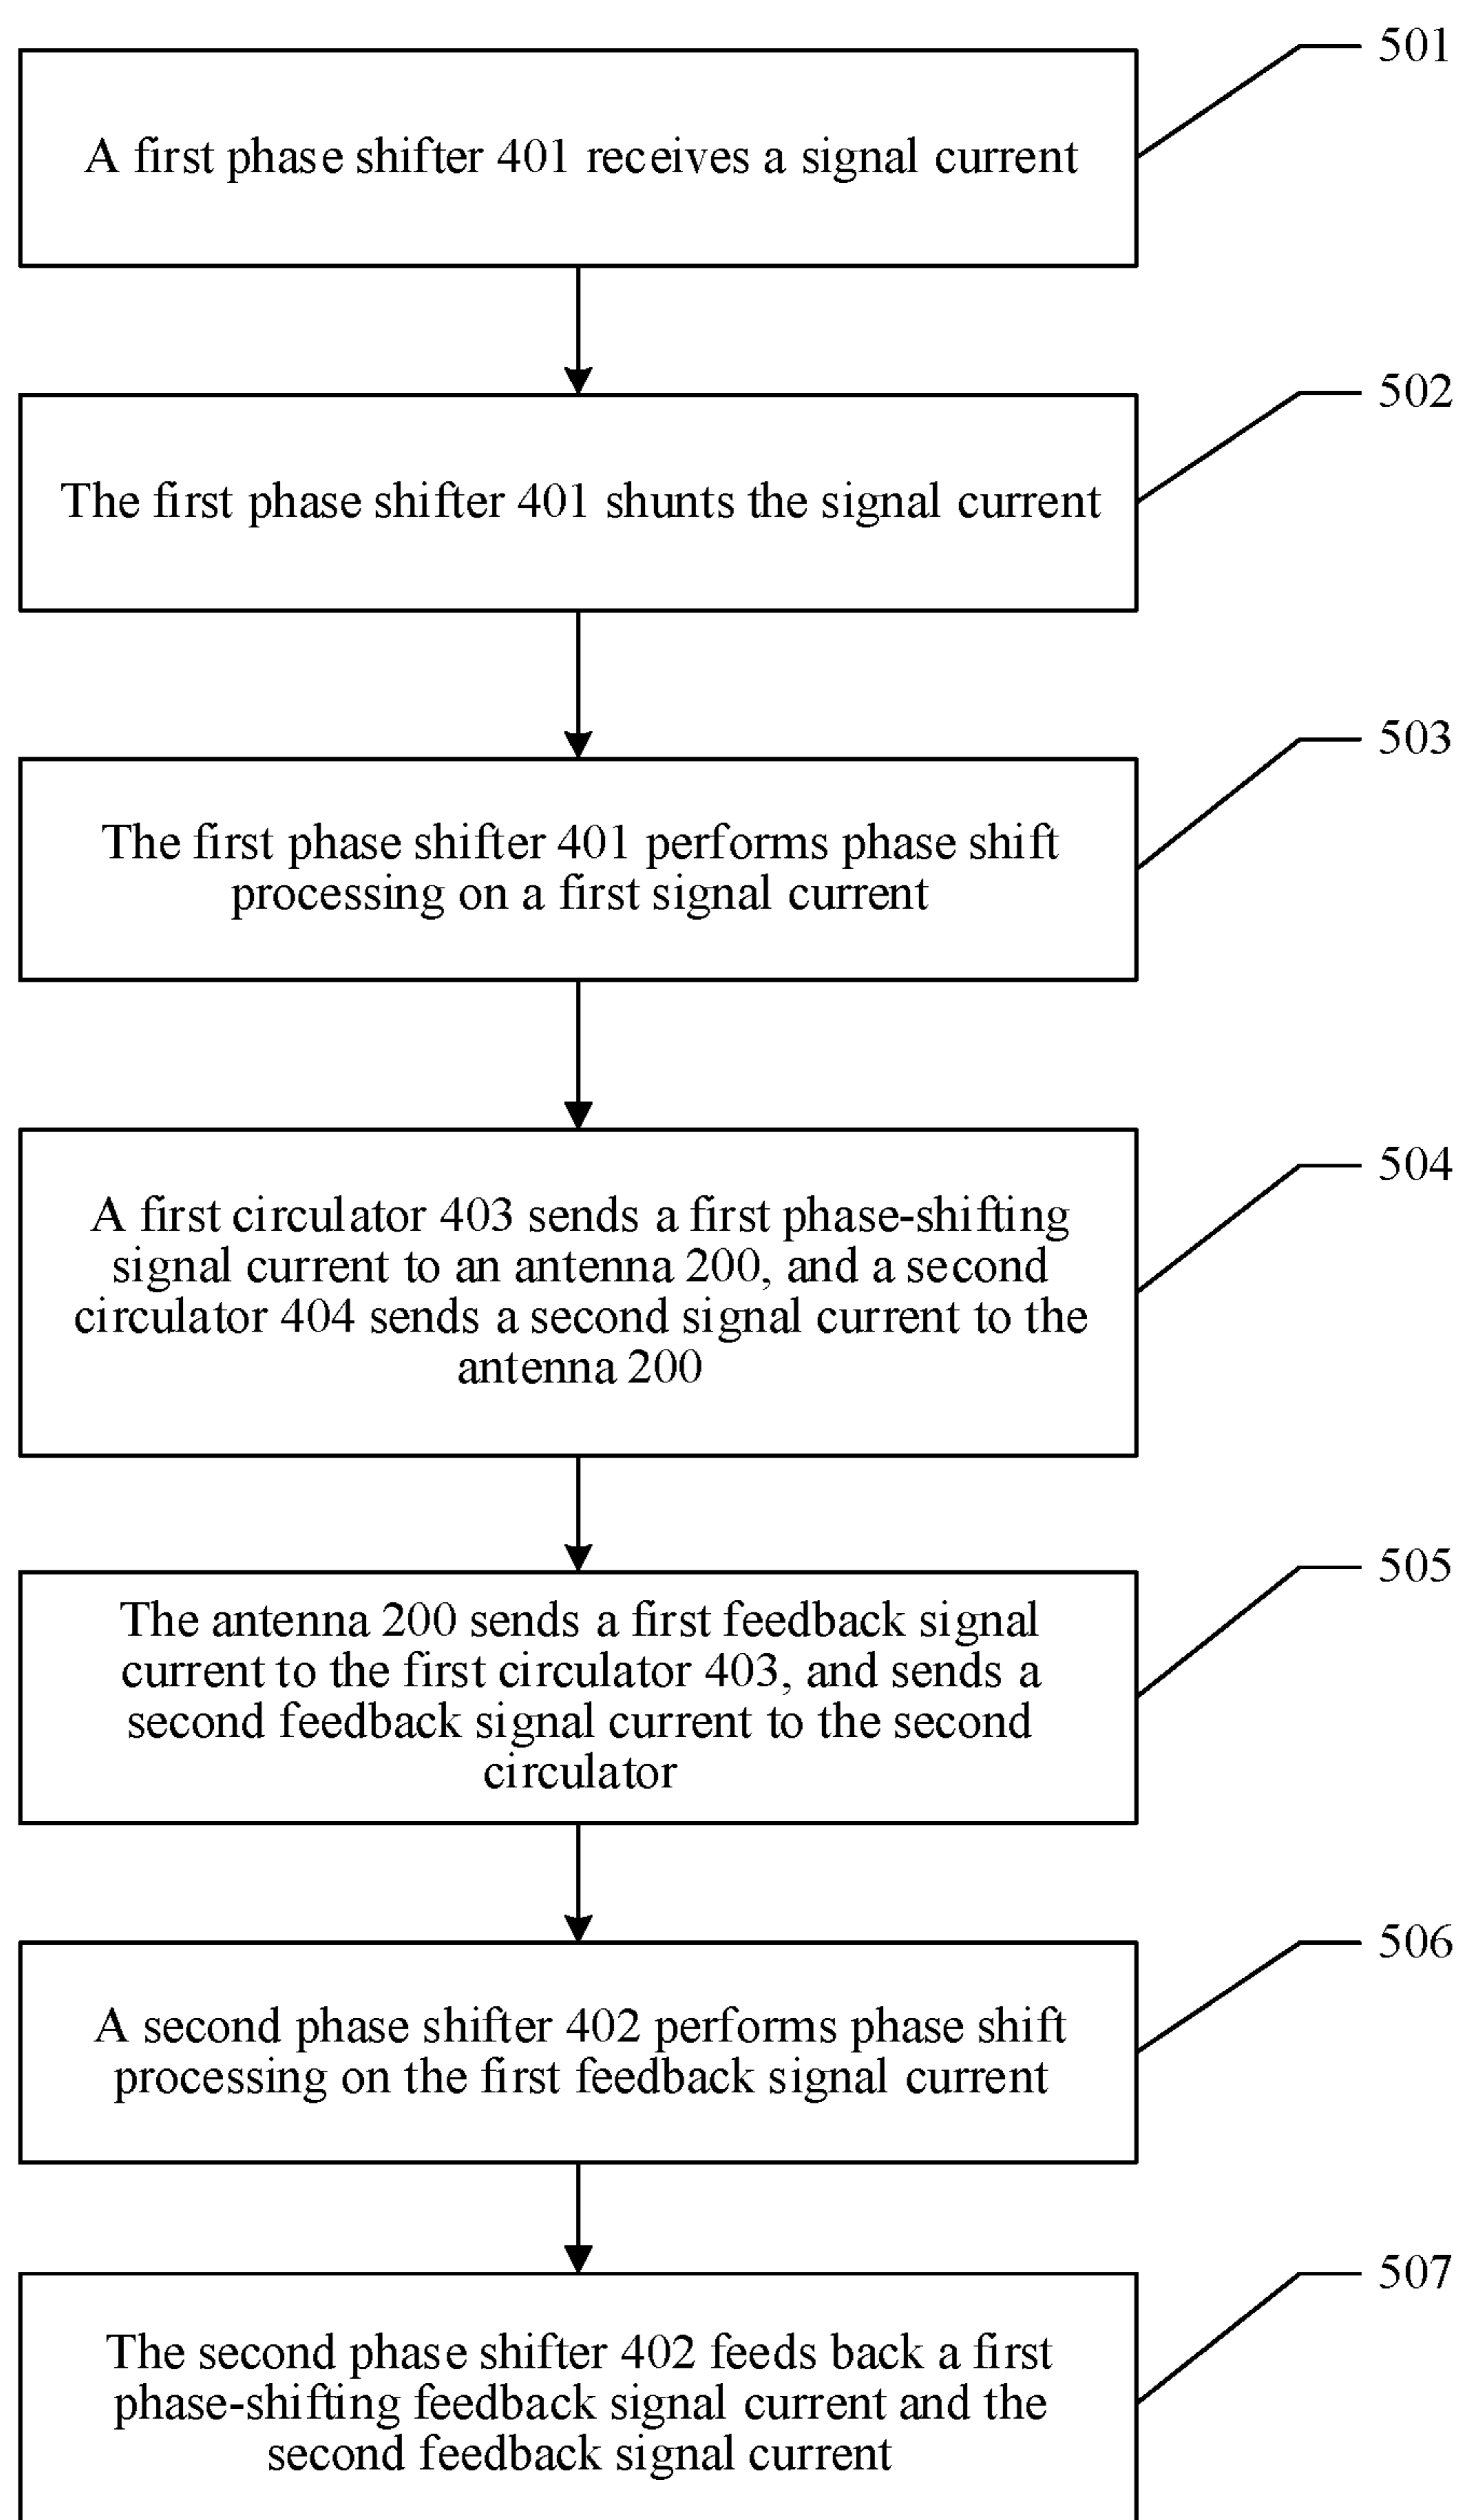 501
A first phase shifter 401 receives a signal current
502
The first phase shifter 401 shunts the signal current
503
The first phase shifter 401 performs phase shift
processing on a first signal current
504
A first circulator 403 sends a first phase-shifting
signal current to an antenna 200, and a second
circulator 404 sends a second signal current to the
antenna 200
505
The antenna 200 sends a first feedback signal
current to the first circulator 403, and sends a
second feedback signal current to the second
circulator
506
A second phase shifter 402 performs phase shift
processing on the first feedback signal current
507
The second phase shifter 402 feeds back a first
phase-shifting feedback signal current and the
second feedback signal current